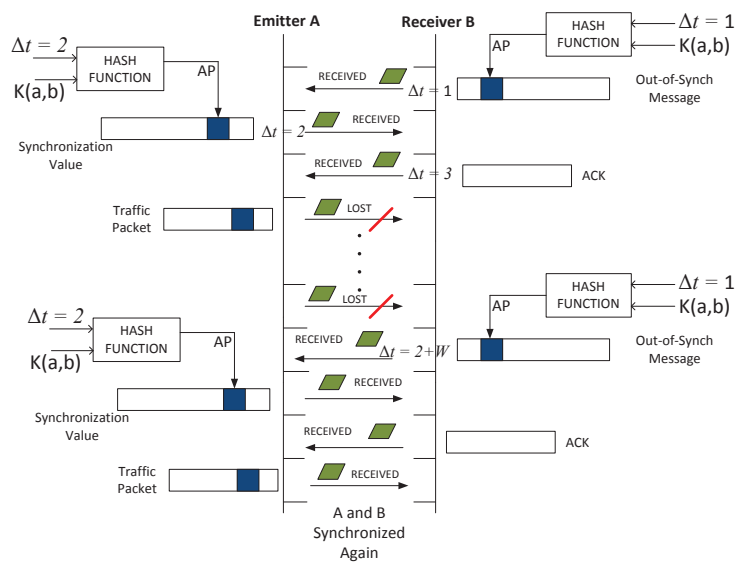 Emitter A
Receiver B
Δt = 2
K(a,b)
HASH
FUNCTION
AP
RECEIVED
Δt = 1
AP
HASH
FUNCTION
Δt = 1
K(a,b)
Out-of-Synch
Message
Synchronization
Value
Δt = 2
RECEIVED
RECEIVED
Δt = 3
ACK
Traffic
Packet
LOST
LOST
Δt = 2
K(a,b)
HASH
FUNCTION
AP
AP
HASH
FUNCTION
Δt = 1
K(a,b)
RECEIVED
Δt = 2+W
Out-of-Synch
Message
Synchronization
Value
RECEIVED
RECEIVED
ACK
Traffic
Packet
RECEIVED
A and B
Synchronized
Again